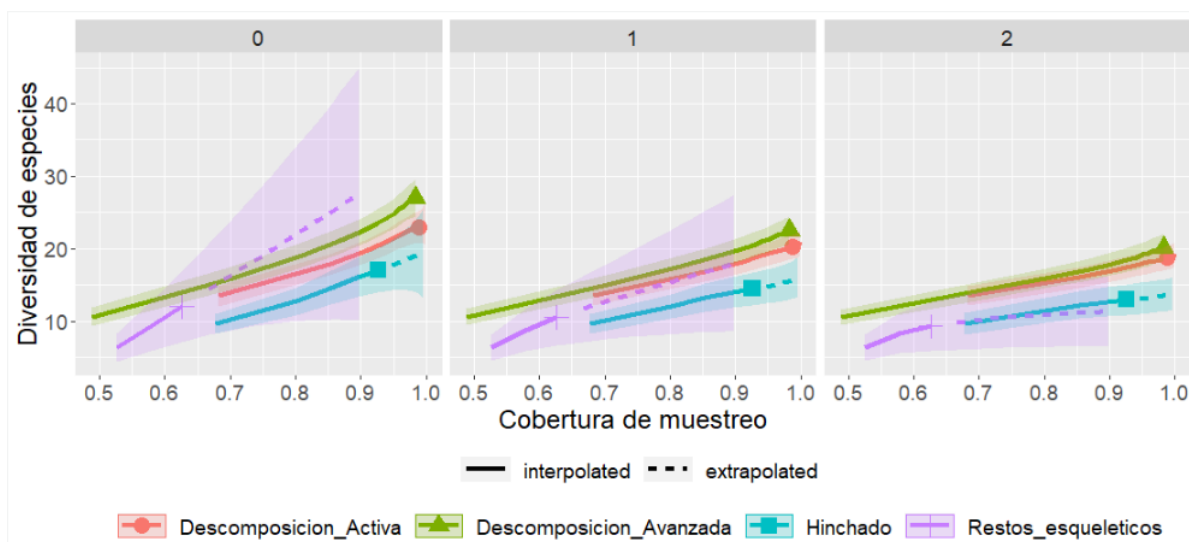 0 1 2
Diversidad de especies
40
30
20
10
0.5 0.6 0.7 0.8 0.9 1.0 0.5 0.6 0.7 0.8 0.9 1.0 0.5 0.6 0.7 0.8 0.9 1.0
Cobertura de muestreo
interpolated extrapolated
Descomposicion_Activa Descomposicion_Avanzada Hinchado Restos_esqueleticos